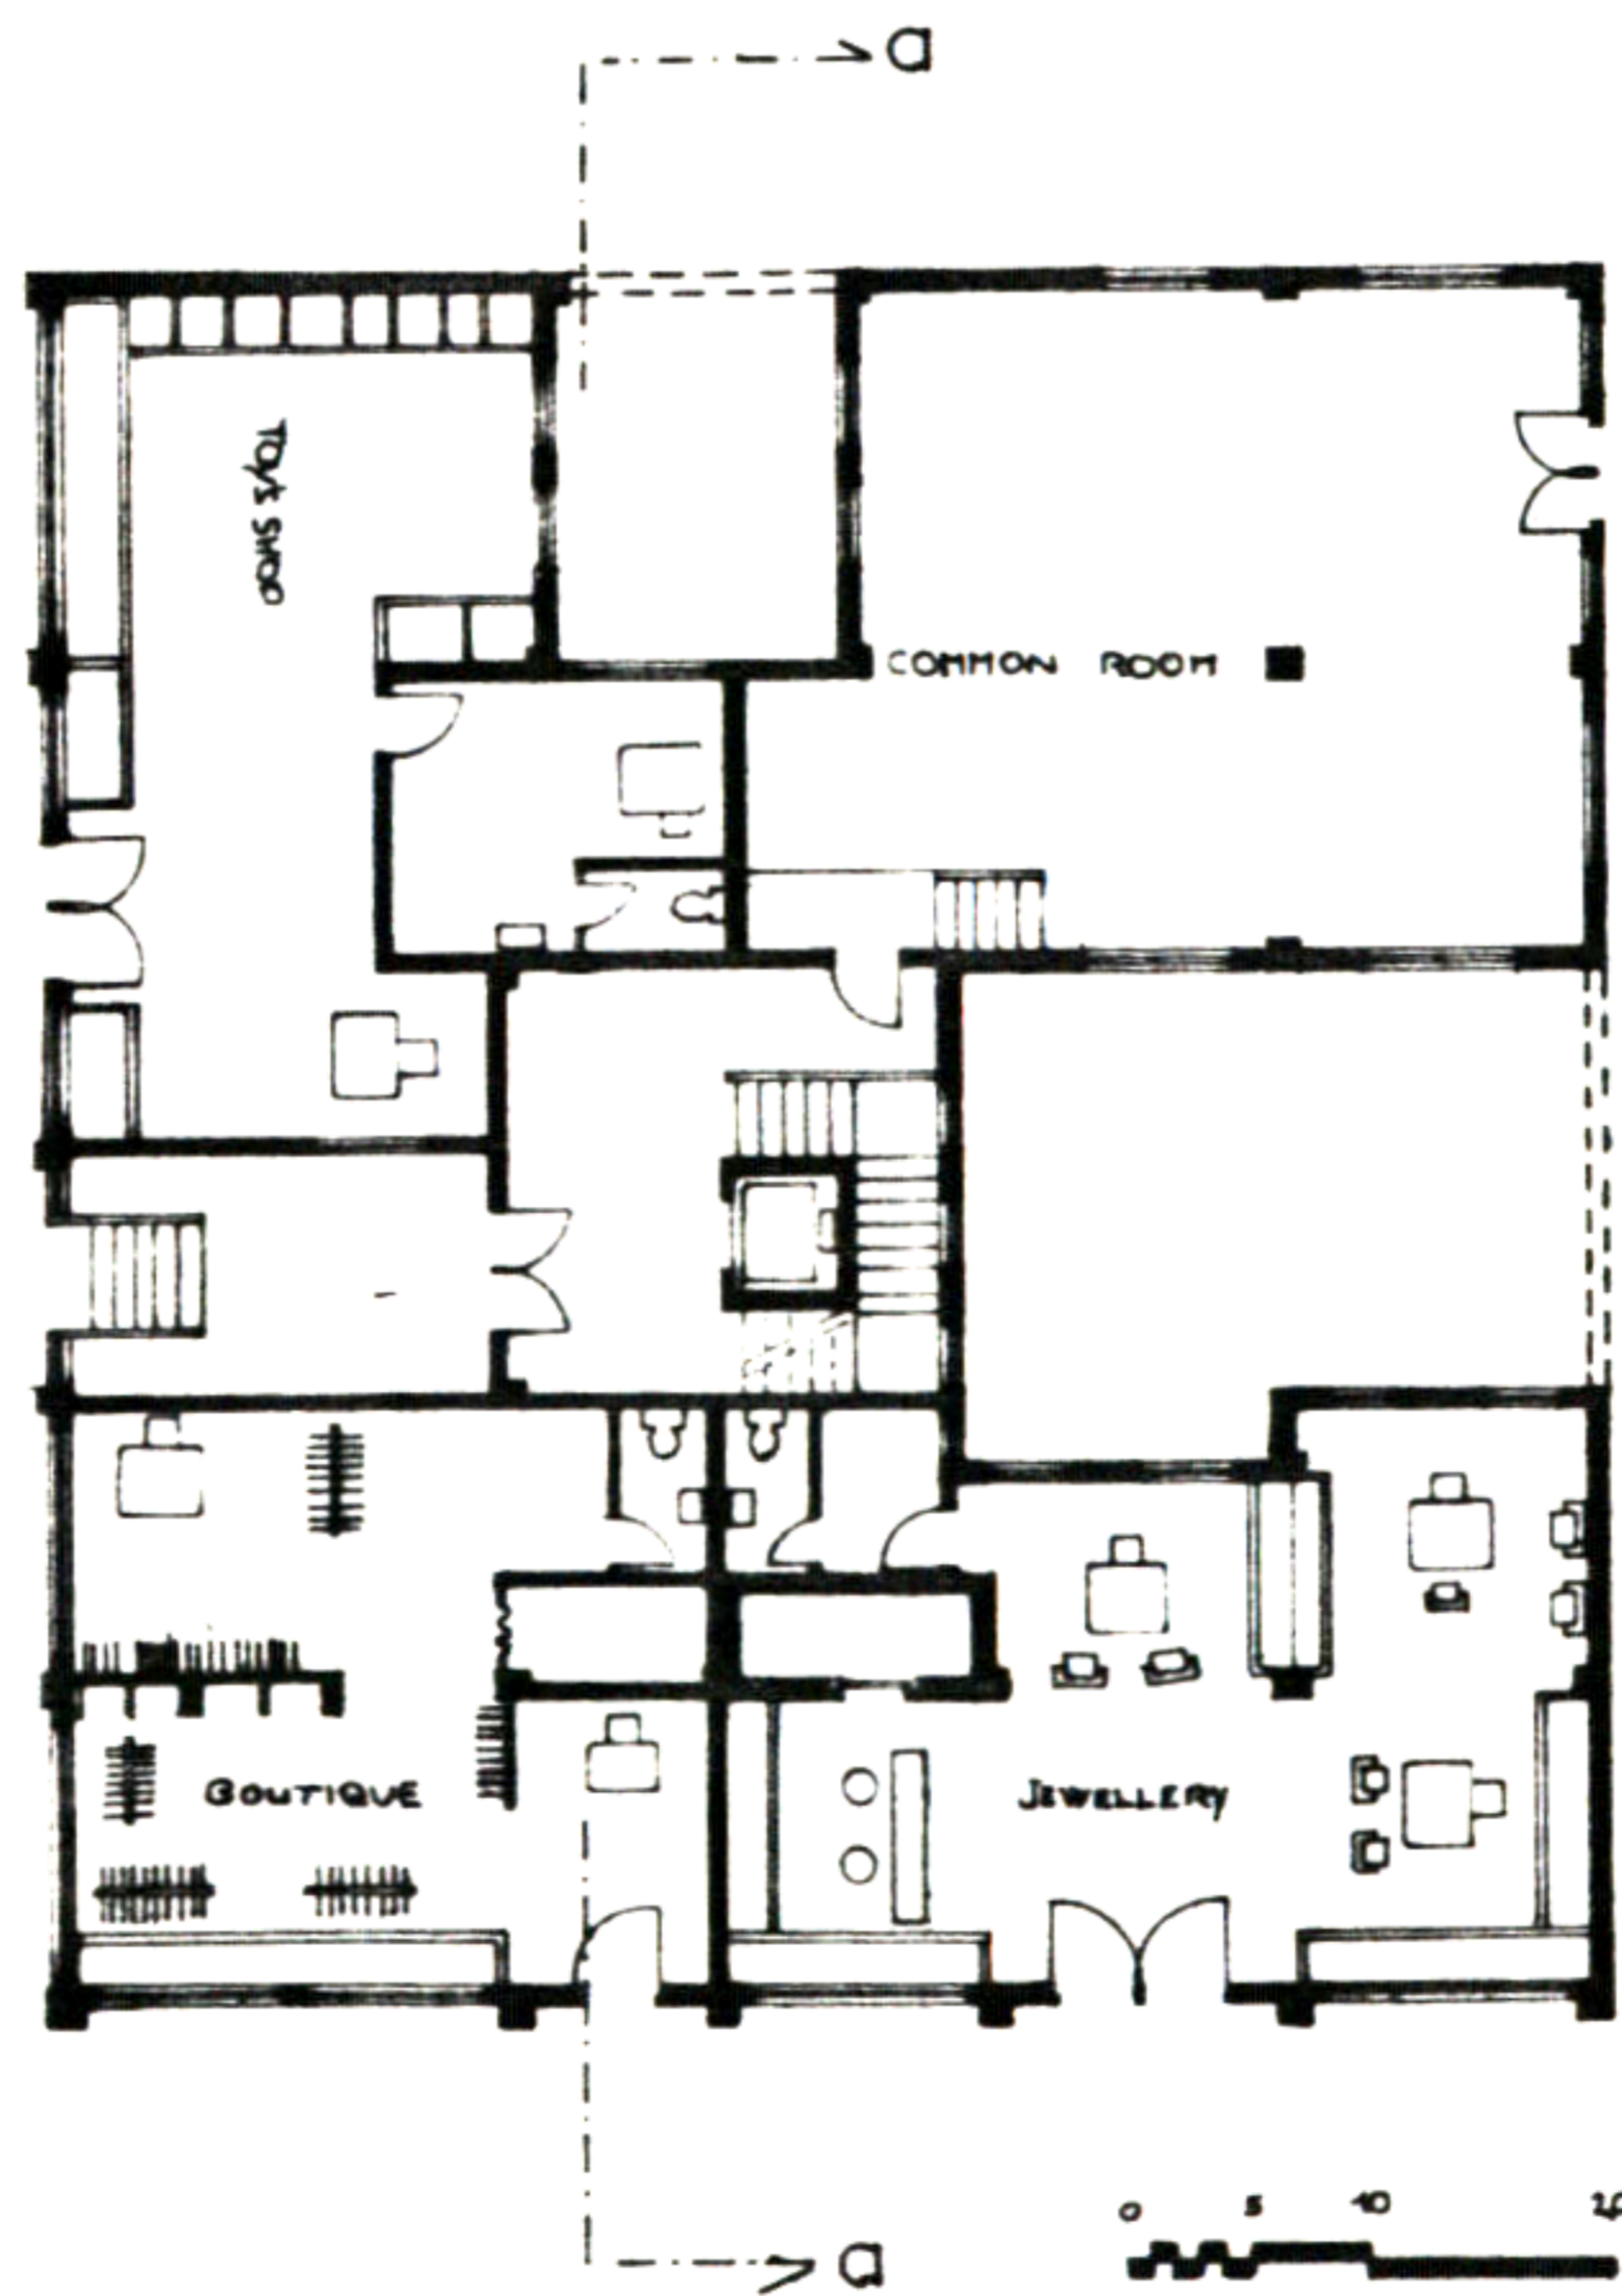 a
TOYS SHOP
COMMON ROOM
BOUTIQUE
JEWELLERY
0 5 10 20
a